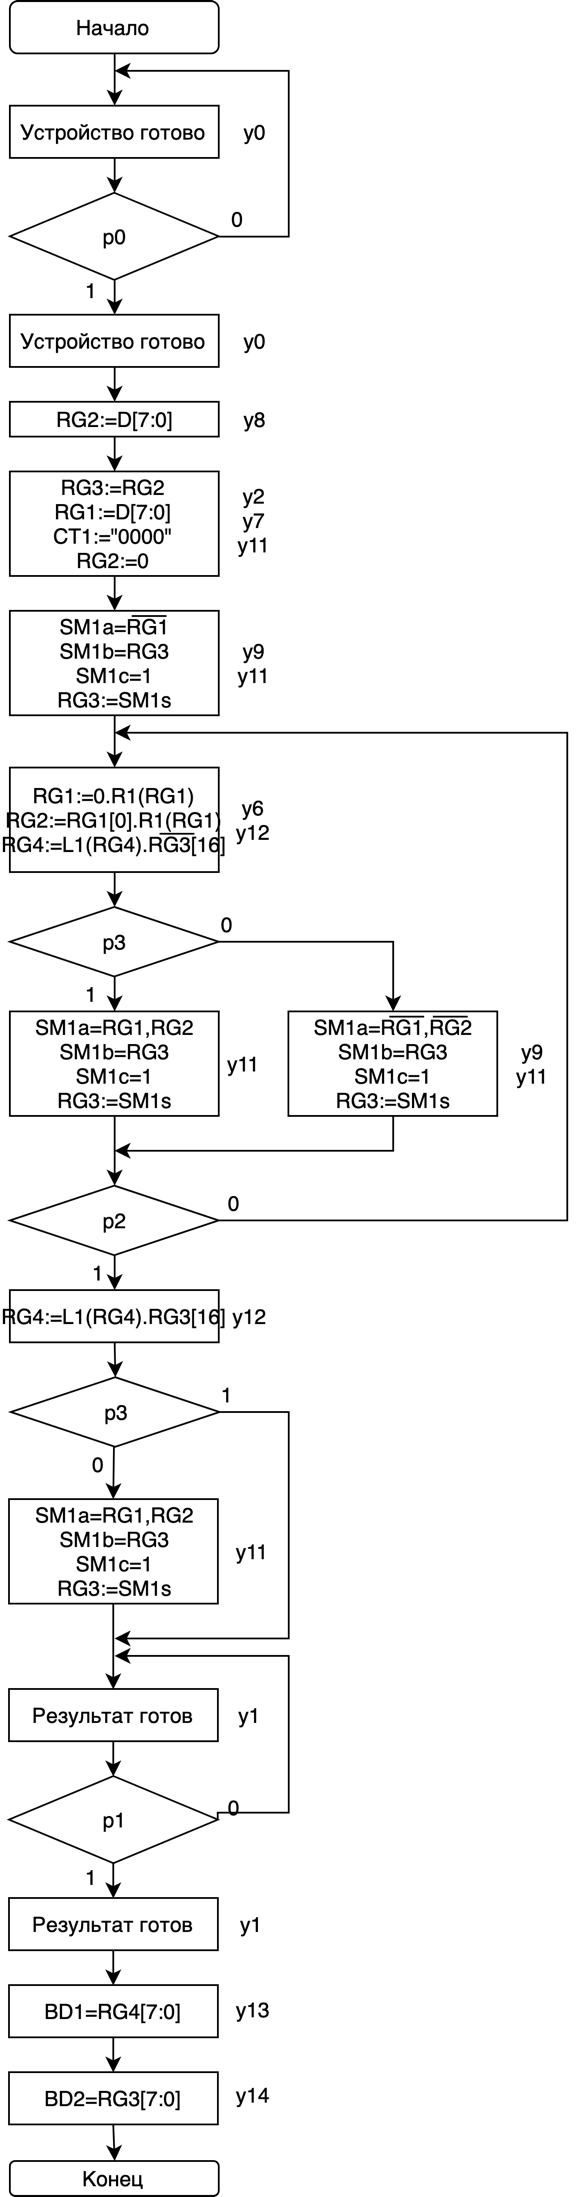 Начало
Устройство готово y0
p0 0
1
Устройство готово y0
RG2:=D[7:0] y8
RG3:=RG2 y2
RG1:=D[7:0] y7
CT1:="0000" y11
RG2:=0
SM1a=R̅G̅1̅
SM1b=RG3 y9
SM1c=1 y11
RG3:=SM1s
RG1:=0.R1(RG1) y6
RG2:=RG1[0].R1(RG1) y12
RG4:=L1(RG4).R̅G̅3̅[16]
p3 0
1
SM1a=RG1,RG2
SM1b=RG3
SM1c=1
RG3:=SM1s
y11
SM1a=R̅G̅1̅,R̅G̅2̅
SM1b=RG3
SM1c=1
RG3:=SM1s
y9
y11
p2 0
1
RG4:=L1(RG4).RG3[16] y12
p3 1
0
SM1a=RG1,RG2
SM1b=RG3
SM1c=1
RG3:=SM1s
y11
Результат готов y1
p1 0
1
Результат готов y1
BD1=RG4[7:0] y13
BD2=RG3[7:0] y14
Конец